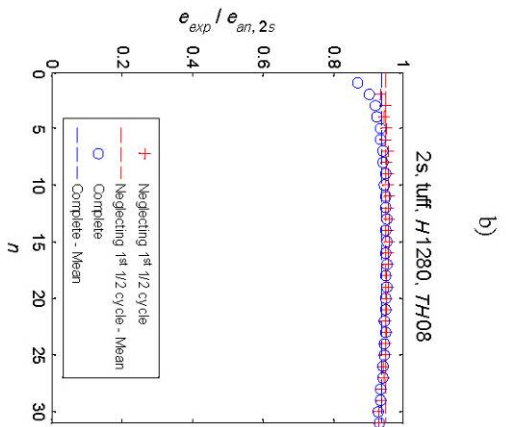 b)
2s, tuff, H1280, TH08
e_exp / e_an, 2s
1
0.8
0.6
0.4
0.2
0
0
5
10
15
20
25
30
n
Neglecting 1st 1/2 cycle
Neglecting 1st 1/2 cycle - Mean
Complete
Complete - Mean